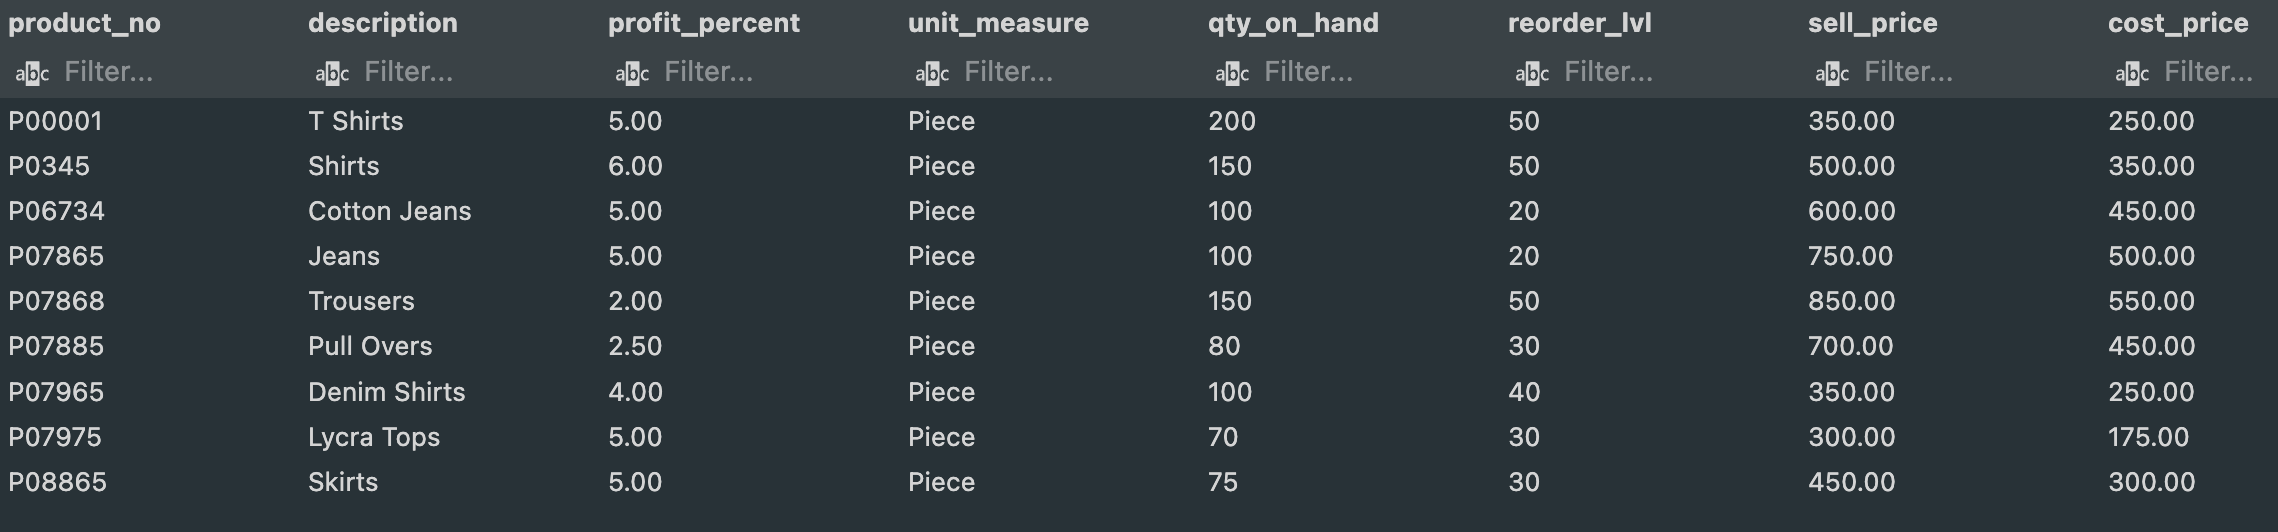 product_no description profit_percent unit_measure qty_on_hand reorder_lvl sell_price cost_price
abc Filter... abc Filter... abc Filter... abc Filter... abc Filter... abc Filter... abc Filter... abc Filter...
P00001 T Shirts 5.00 Piece 200 50 350.00 250.00
P0345 Shirts 6.00 Piece 150 50 500.00 350.00
P06734 Cotton Jeans 5.00 Piece 100 20 600.00 450.00
P07865 Jeans 5.00 Piece 100 20 750.00 500.00
P07868 Trousers 2.00 Piece 150 50 850.00 550.00
P07885 Pull Overs 2.50 Piece 80 30 700.00 450.00
P07965 Denim Shirts 4.00 Piece 100 40 350.00 250.00
P07975 Lycra Tops 5.00 Piece 70 30 300.00 175.00
P08865 Skirts 5.00 Piece 75 30 450.00 300.00